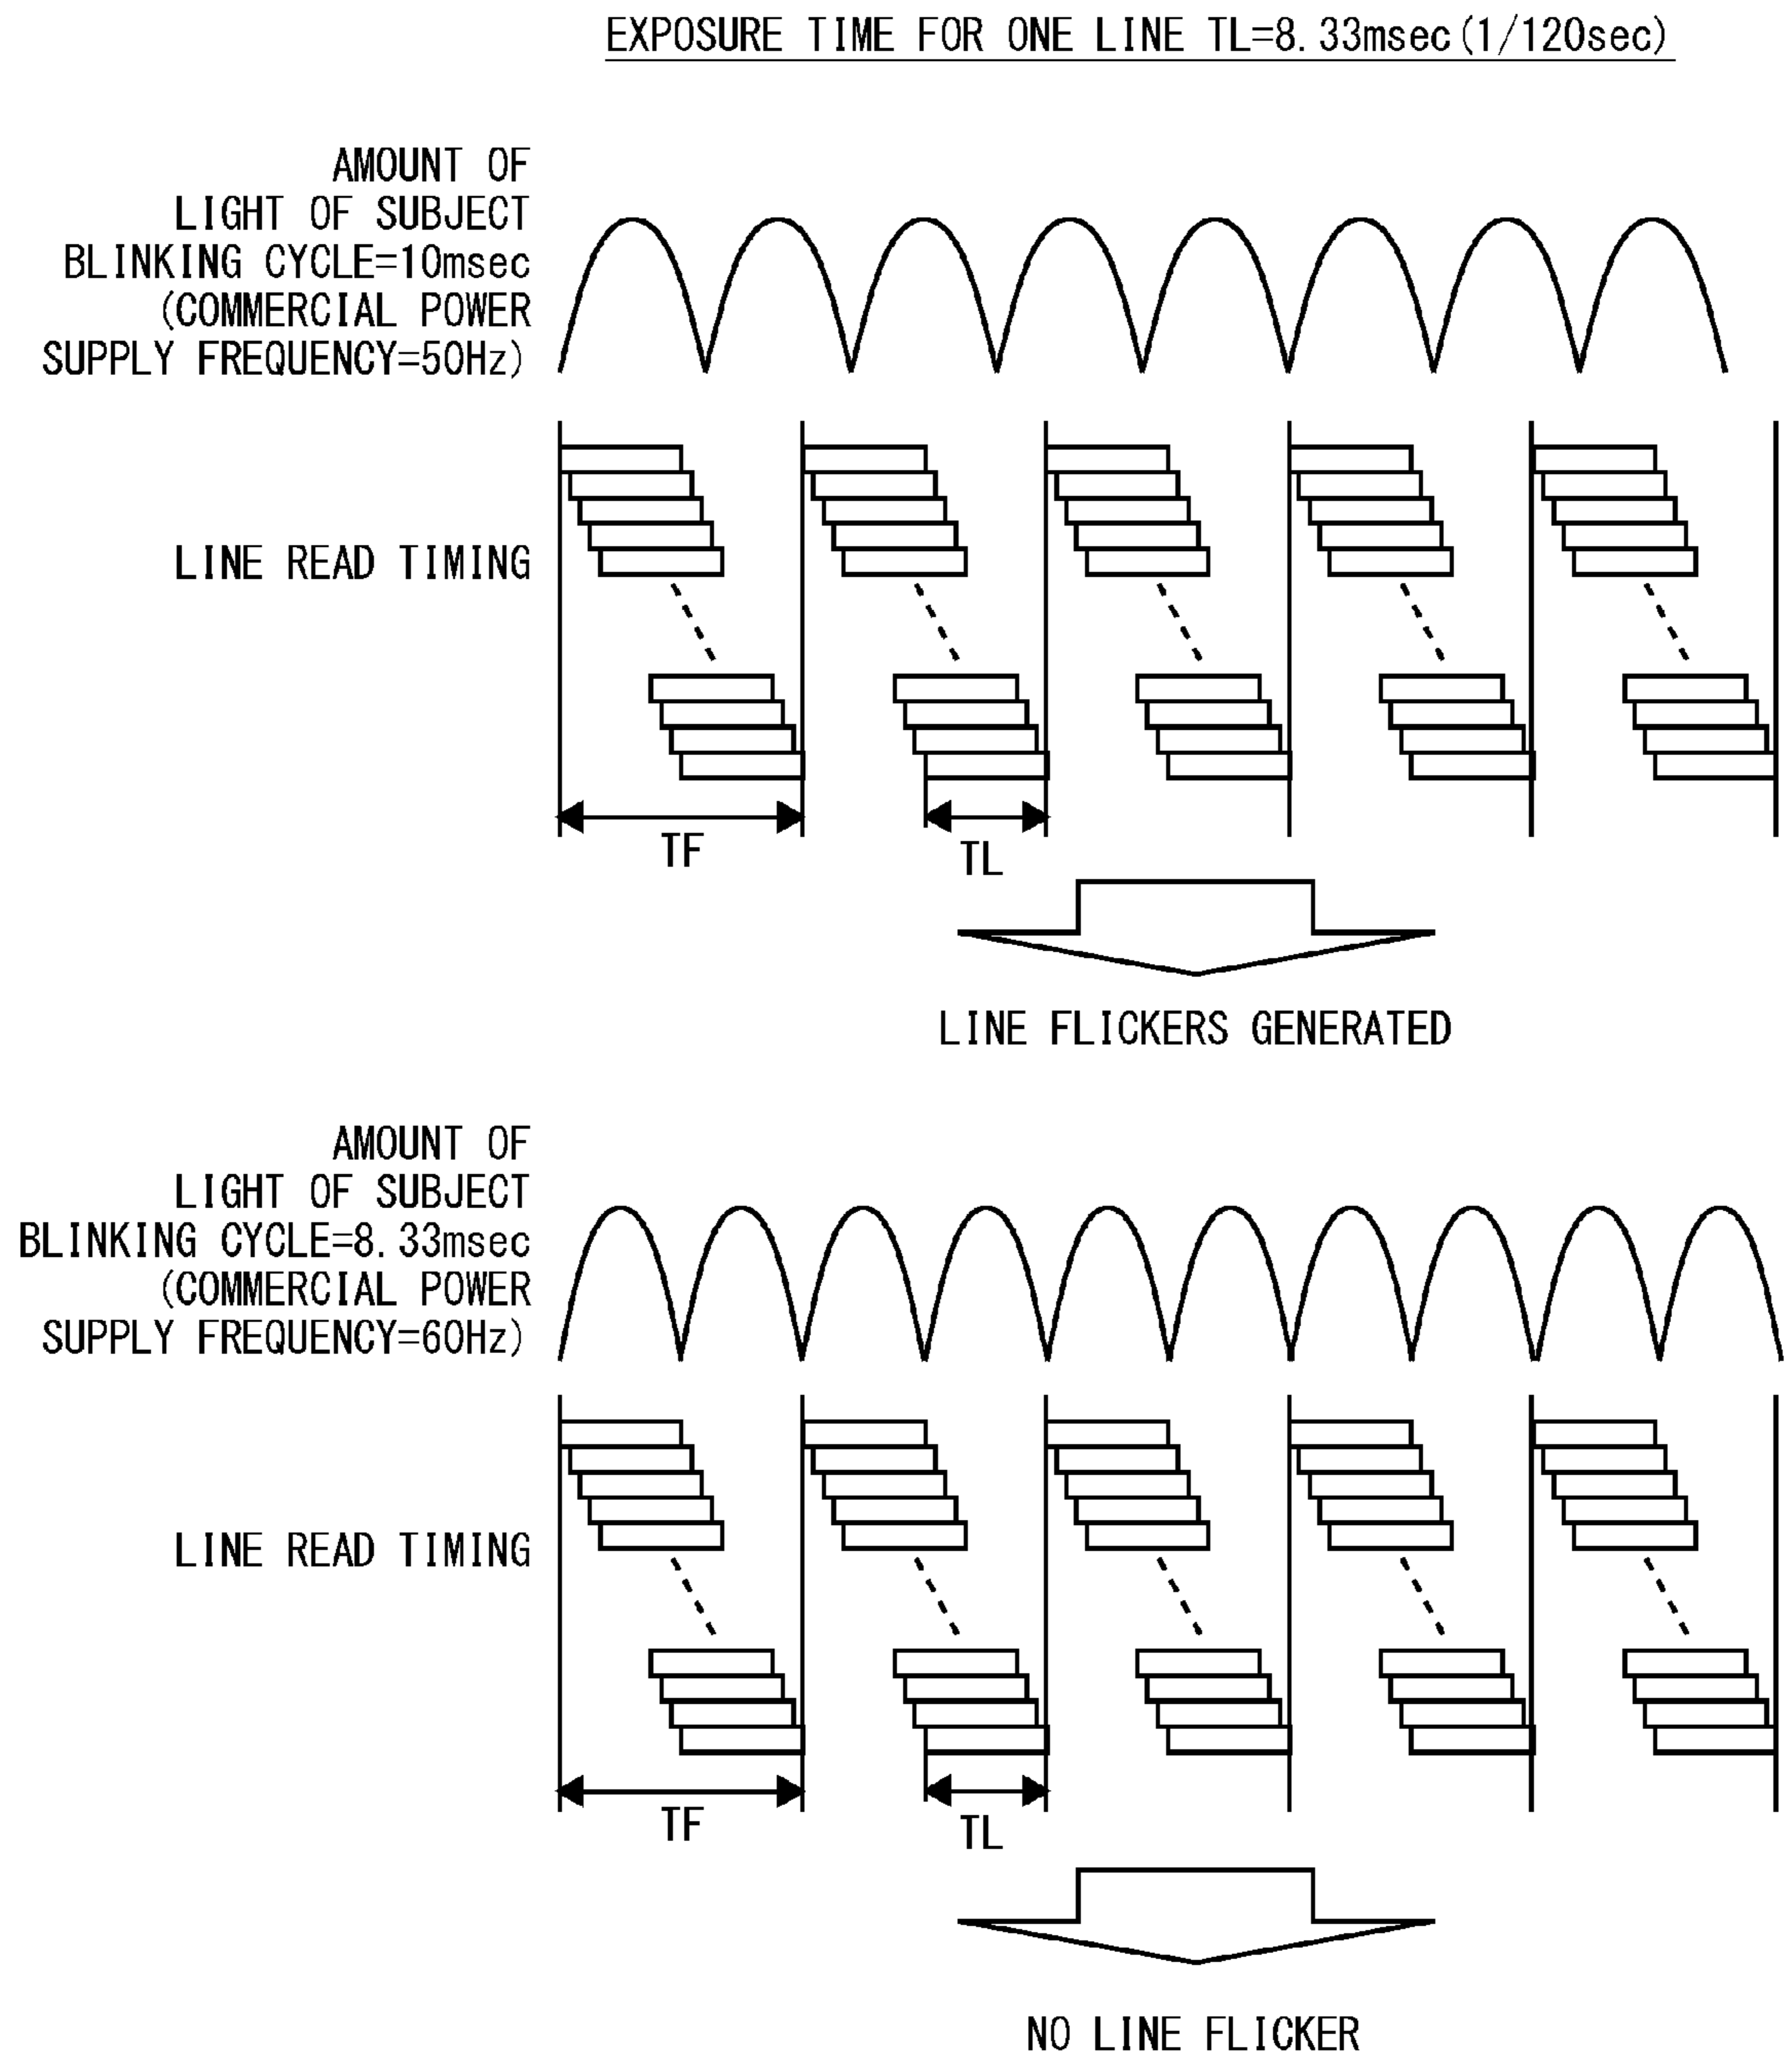 EXPOSURE TIME FOR ONE LINE TL=8.33msec(1/120sec)
AMOUNT OF
LIGHT OF SUBJECT
BLINKING CYCLE=10msec
(COMMERCIAL POWER
SUPPLY FREQUENCY=50Hz)
LINE READ TIMING
TF
TL
LINE FLICKERS GENERATED
AMOUNT OF
LIGHT OF SUBJECT
BLINKING CYCLE=8.33msec
(COMMERCIAL POWER
SUPPLY FREQUENCY=60Hz)
LINE READ TIMING
TF
TL
NO LINE FLICKER